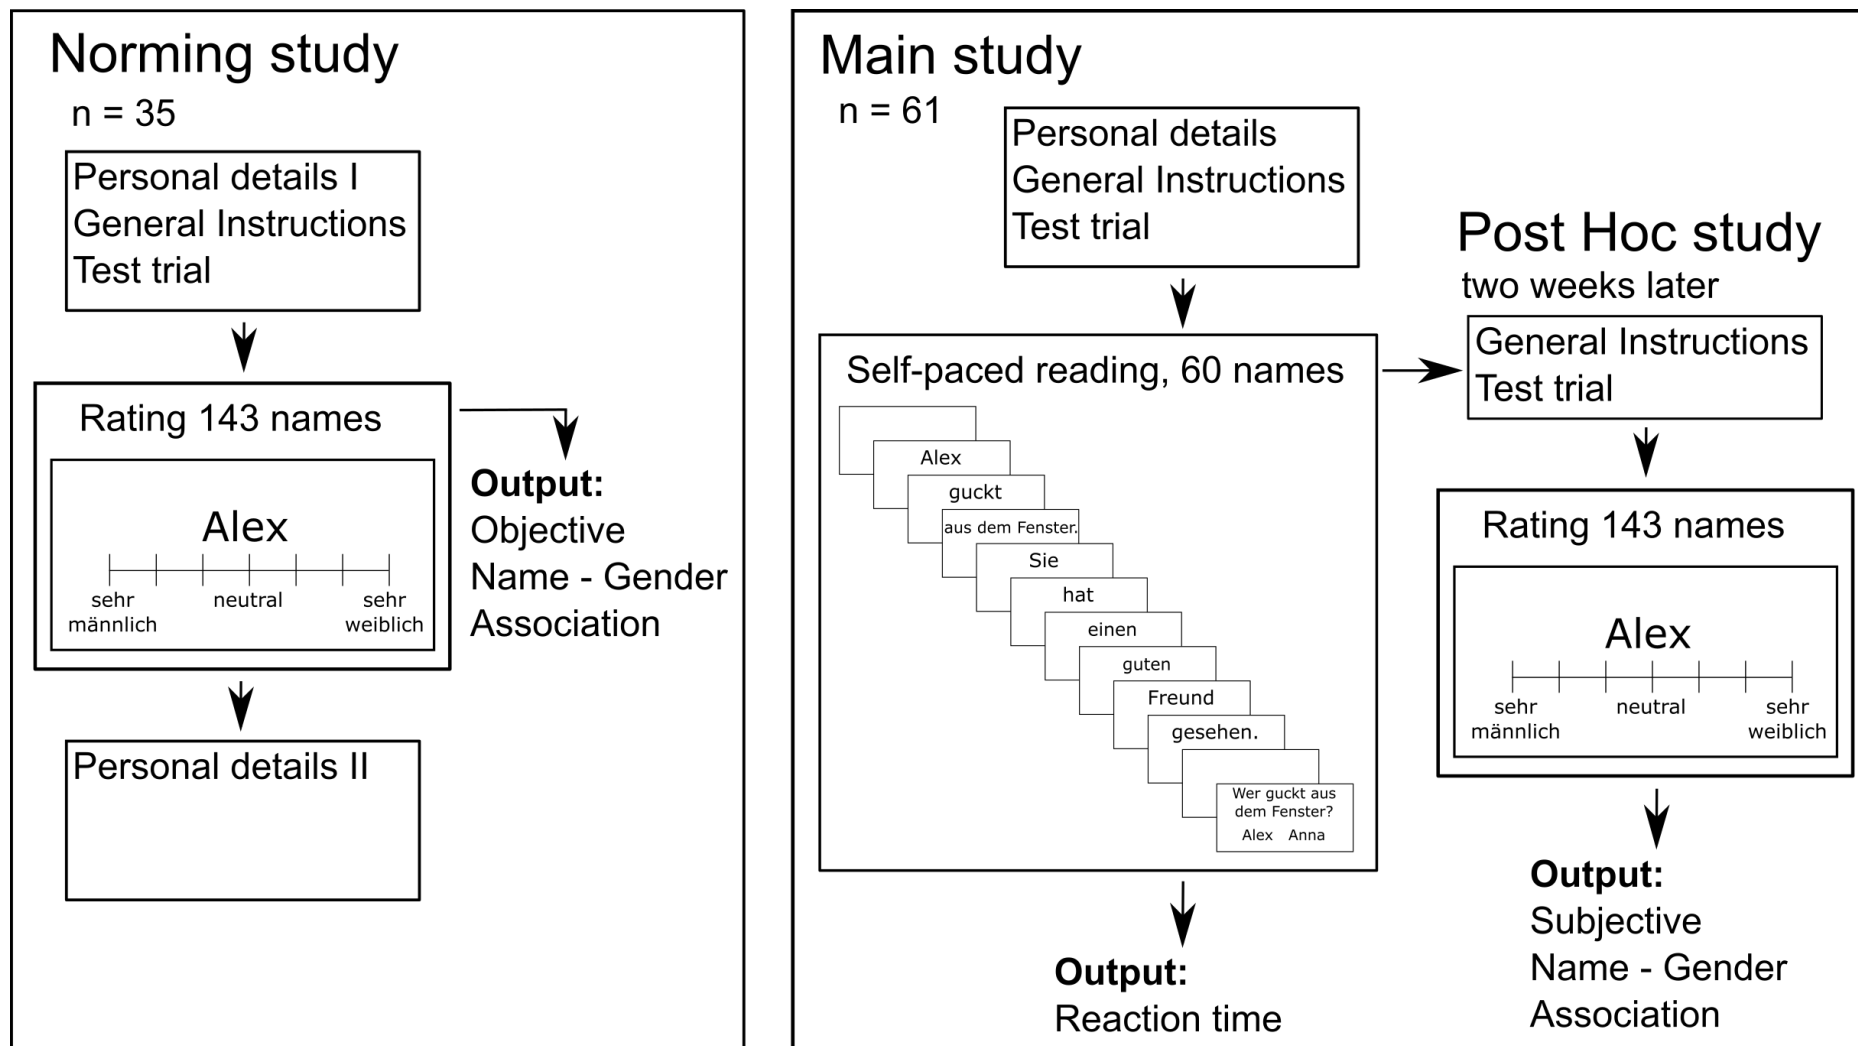 Norming study
n = 35
Personal details I
General Instructions
Test trial
Rating 143 names
Alex
sehr
männlich
neutral
sehr
weiblich
Output:
Objective
Name - Gender
Association
Personal details II
Main study
n = 61
Personal details
General Instructions
Test trial
Self-paced reading, 60 names
Alex
guckt
aus dem Fenster.
Sie
hat
einen
guten
Freund
gesehen.
Wer guckt aus
dem Fenster?
Alex Anna
Output:
Reaction time
Post Hoc study
two weeks later
General Instructions
Test trial
Rating 143 names
Alex
sehr
männlich
neutral
sehr
weiblich
Output:
Subjective
Name - Gender
Association